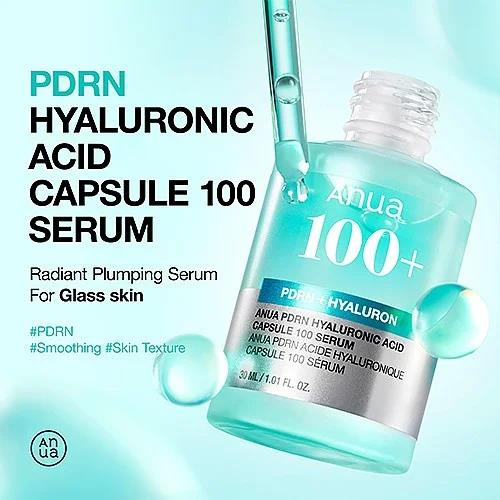 PDRN
HYALURONIC
ACID
CAPSULE 100
SERUM
Radiant Plumping Serum
For Glass skin
#PDRN
#Smoothing #Skin Texture
An
ua
Anua
100+
PDRN + HYALURON
ANUA PDRN HYALURONIC ACID
CAPSULE 100 SERUM
ANUA PDRN ACIDE HYALURONIQUE
CAPSULE 100 SÉRUM
30 ML / 1.01 FL. OZ.